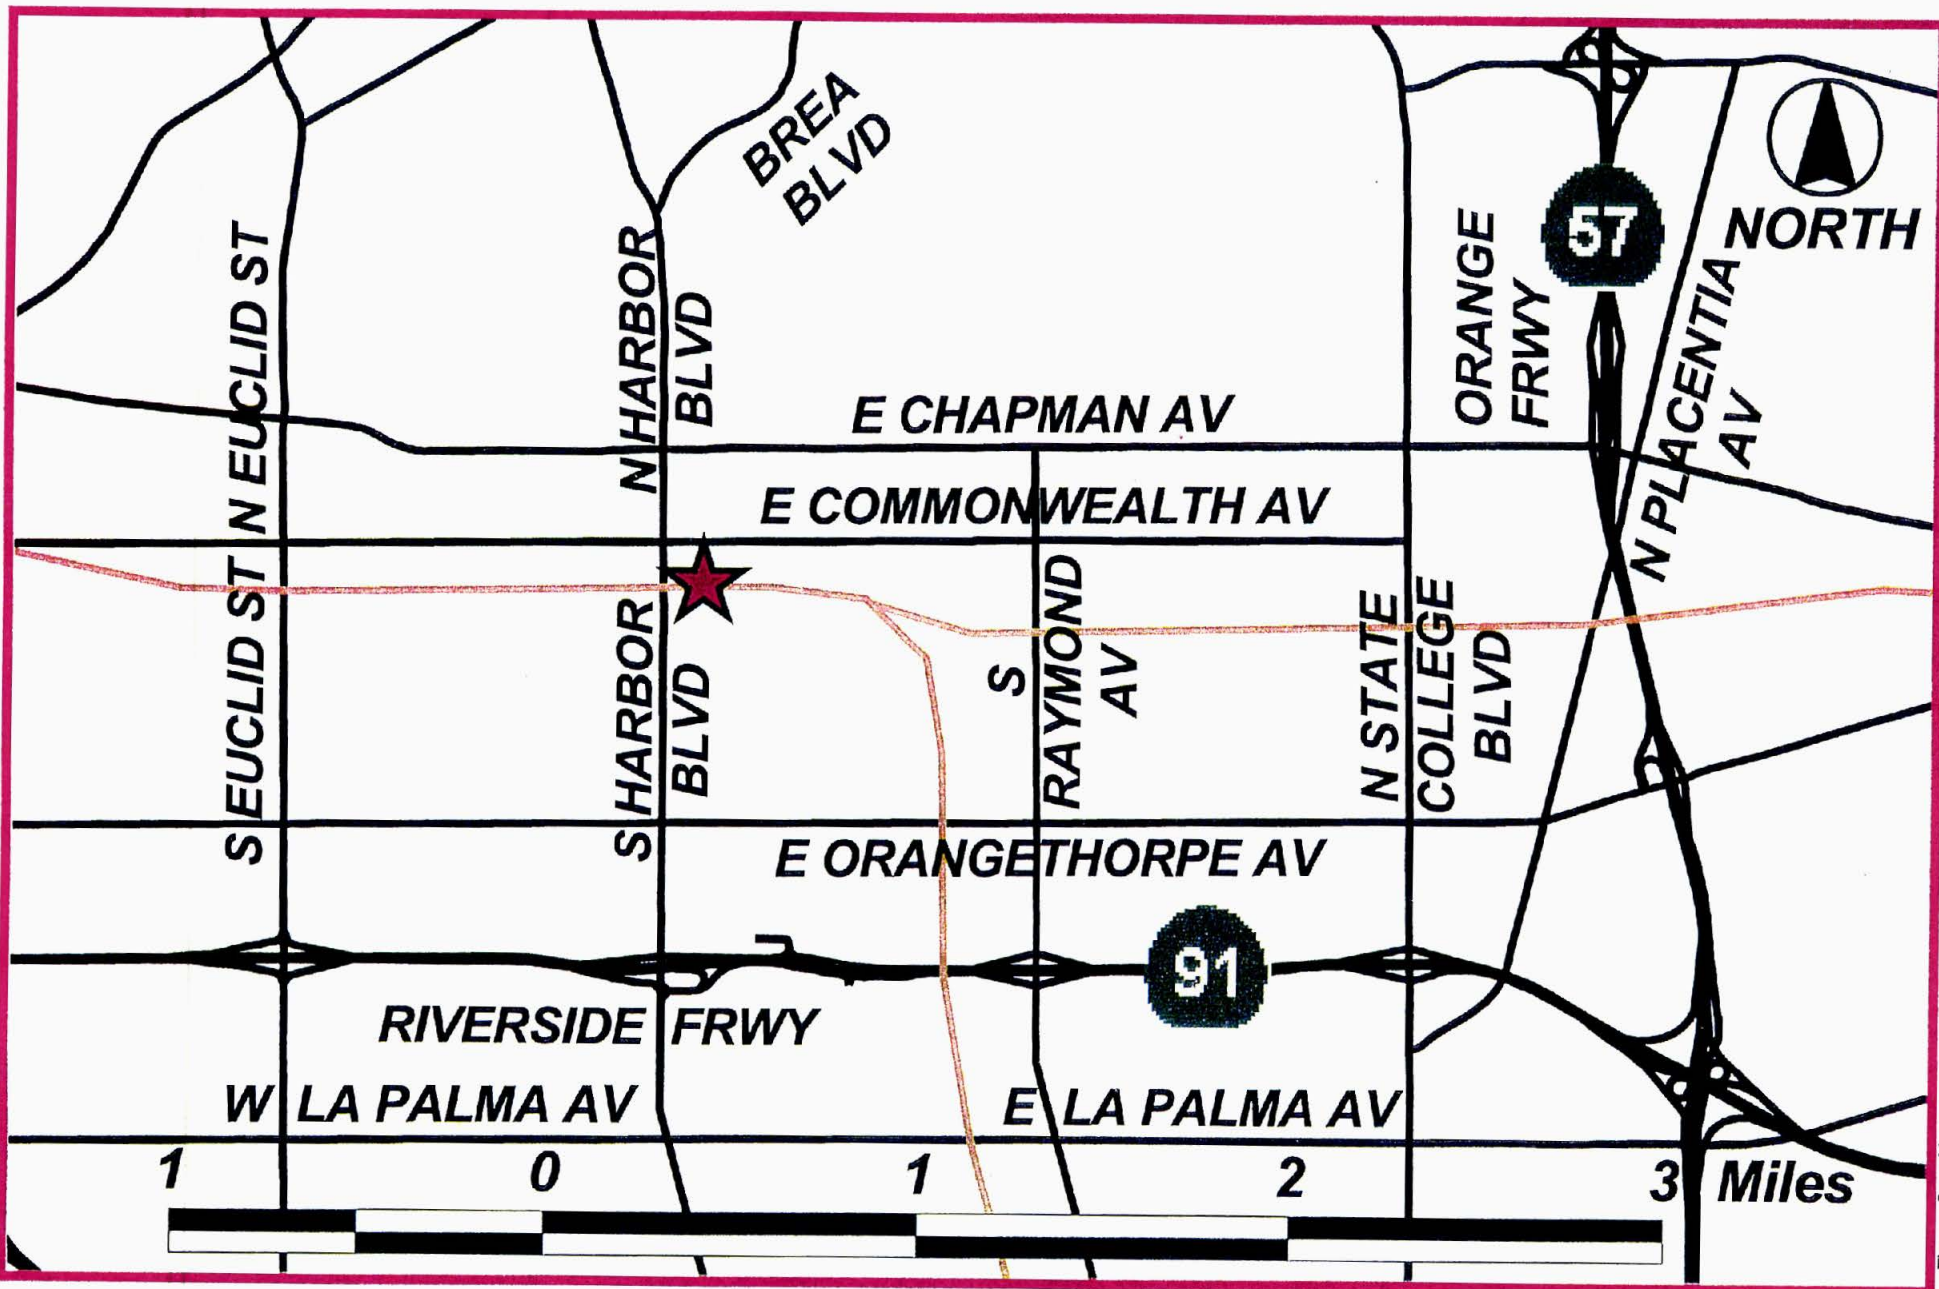 BREA
BLVD
57
NORTH
ORANGE
FRWY
N PLACENTIA
AV
N EUCLID ST
N HARBOR
BLVD
E CHAPMAN AV
E COMMONWEALTH AV
S EUCLID ST
S HARBOR
BLVD
S
RAYMOND
AV
N STATE
COLLEGE
BLVD
E ORANGETHORPE AV
91
RIVERSIDE FRWY
W LA PALMA AV
E LA PALMA AV
1 0 1 2 3 Miles